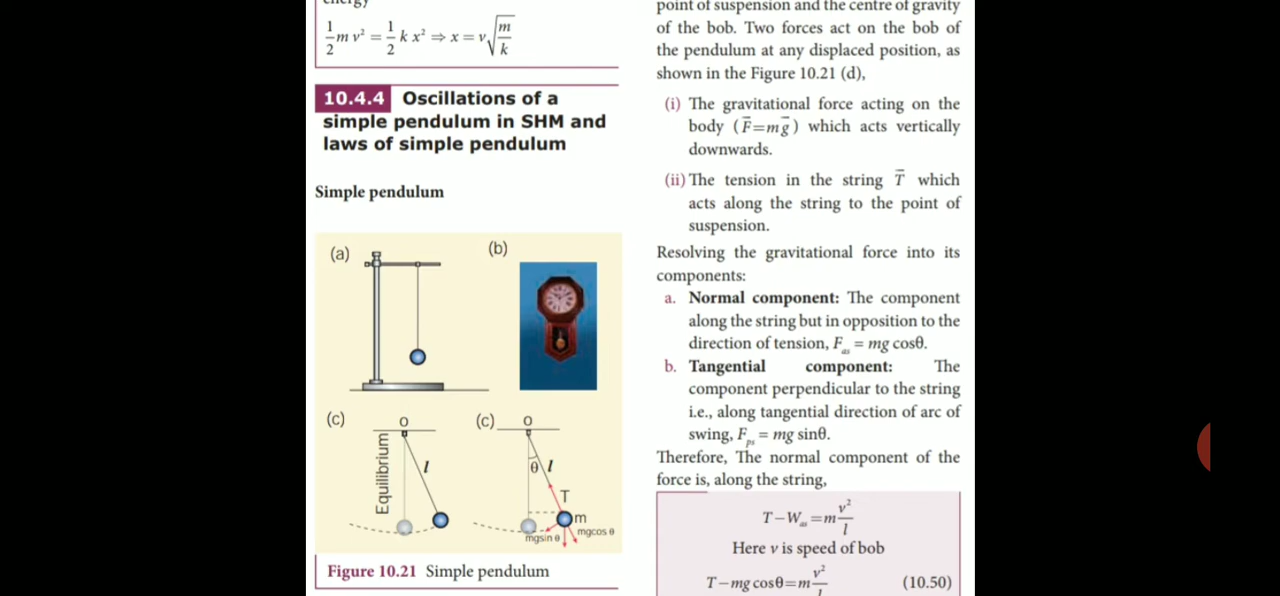 energy
1/2 m v² = 1/2 k x² ⇒ x = v√(m/k)
10.4.4 Oscillations of a
simple pendulum in SHM and
laws of simple pendulum
Simple pendulum
(a)
(b)
(c)
O
Equilibrium
l
(c)
O
θ
l
T
m
mgcos θ
mgsin θ
Figure 10.21 Simple pendulum
point of suspension and the centre of gravity
of the bob. Two forces act on the bob of
the pendulum at any displaced position, as
shown in the Figure 10.21 (d),
(i) The gravitational force acting on the
body (F̄=mḡ) which acts vertically
downwards.
(ii) The tension in the string T̄ which
acts along the string to the point of
suspension.
Resolving the gravitational force into its
components:
a. Normal component: The component
along the string but in opposition to the
direction of tension, F_as = mg cosθ.
b. Tangential component: The
component perpendicular to the string
i.e., along tangential direction of arc of
swing, F_ps = mg sinθ.
Therefore, The normal component of the
force is, along the string,
T−W_as=m v²/l
Here v is speed of bob
T−mg cosθ=m v²/l (10.50)